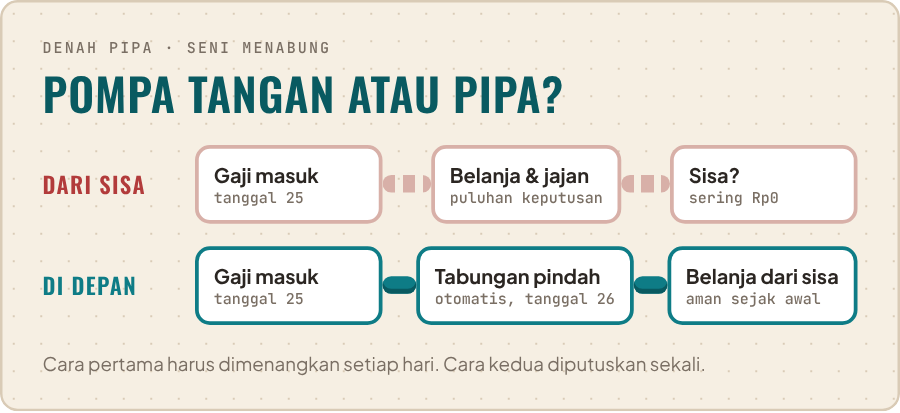 DENAH PIPA · SENI MENABUNG
POMPA TANGAN ATAU PIPA?
DARI SISA
Gaji masuk
tanggal 25
Belanja & jajan
puluhan keputusan
Sisa?
sering Rp0
DI DEPAN
Gaji masuk
tanggal 25
Tabungan pindah
otomatis, tanggal 26
Belanja dari sisa
aman sejak awal
Cara pertama harus dimenangkan setiap hari. Cara kedua diputuskan sekali.